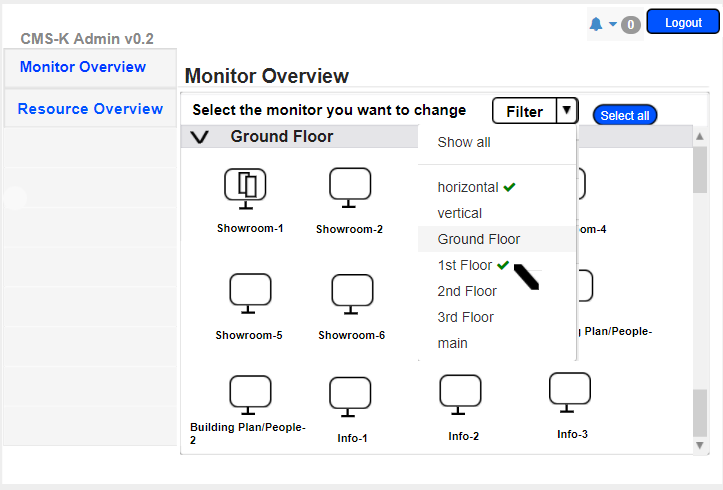 0
Logout
CMS-K Admin v0.2
Monitor Overview
Resource Overview
Monitor Overview
Select the monitor you want to change
Filter
Select all
Ground Floor
Show all
horizontal
vertical
Ground Floor
1st Floor
2nd Floor
3rd Floor
main
Showroom-1
Showroom-2
om-4
Showroom-5
Showroom-6
Plan/People-
Building Plan/People-
2
Info-1
Info-2
Info-3